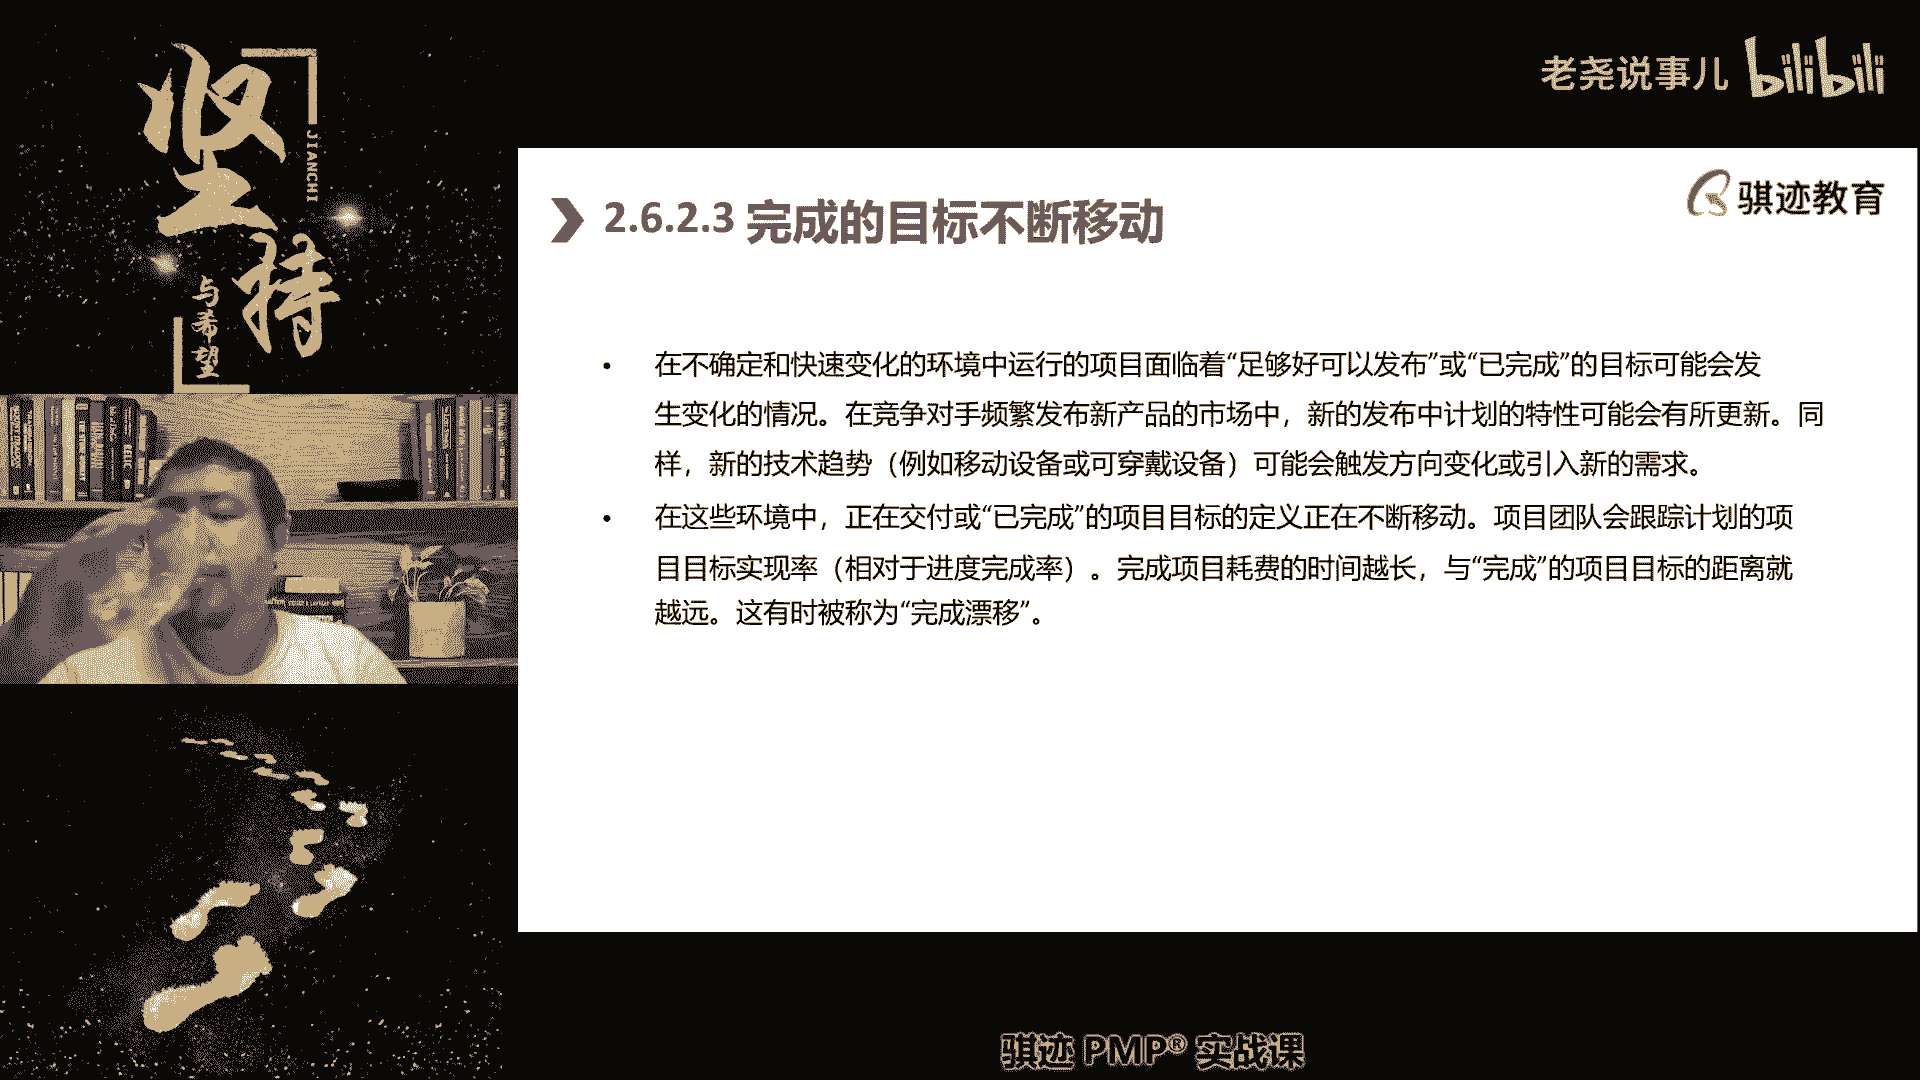 坚持
JIANCHI
与希望
老尧说事儿 bilibili
骐迹教育
2.6.2.3 完成的目标不断移动
• 在不确定和快速变化的环境中运行的项目面临着“足够好可以发布”或“已完成”的目标可能会发
生变化的情况。在竞争对手频繁发布新产品的市场中，新的发布中计划的特性可能会有所更新。同
样，新的技术趋势（例如移动设备或可穿戴设备）可能会触发方向变化或引入新的需求。
• 在这些环境中，正在交付或“已完成”的项目目标的定义正在不断移动。项目团队会跟踪计划的项
目目标实现率（相对于进度完成率）。完成项目耗费的时间越长，与“完成”的项目目标的距离就
越远。这有时被称为“完成漂移”。
骐迹 PMP® 实战课